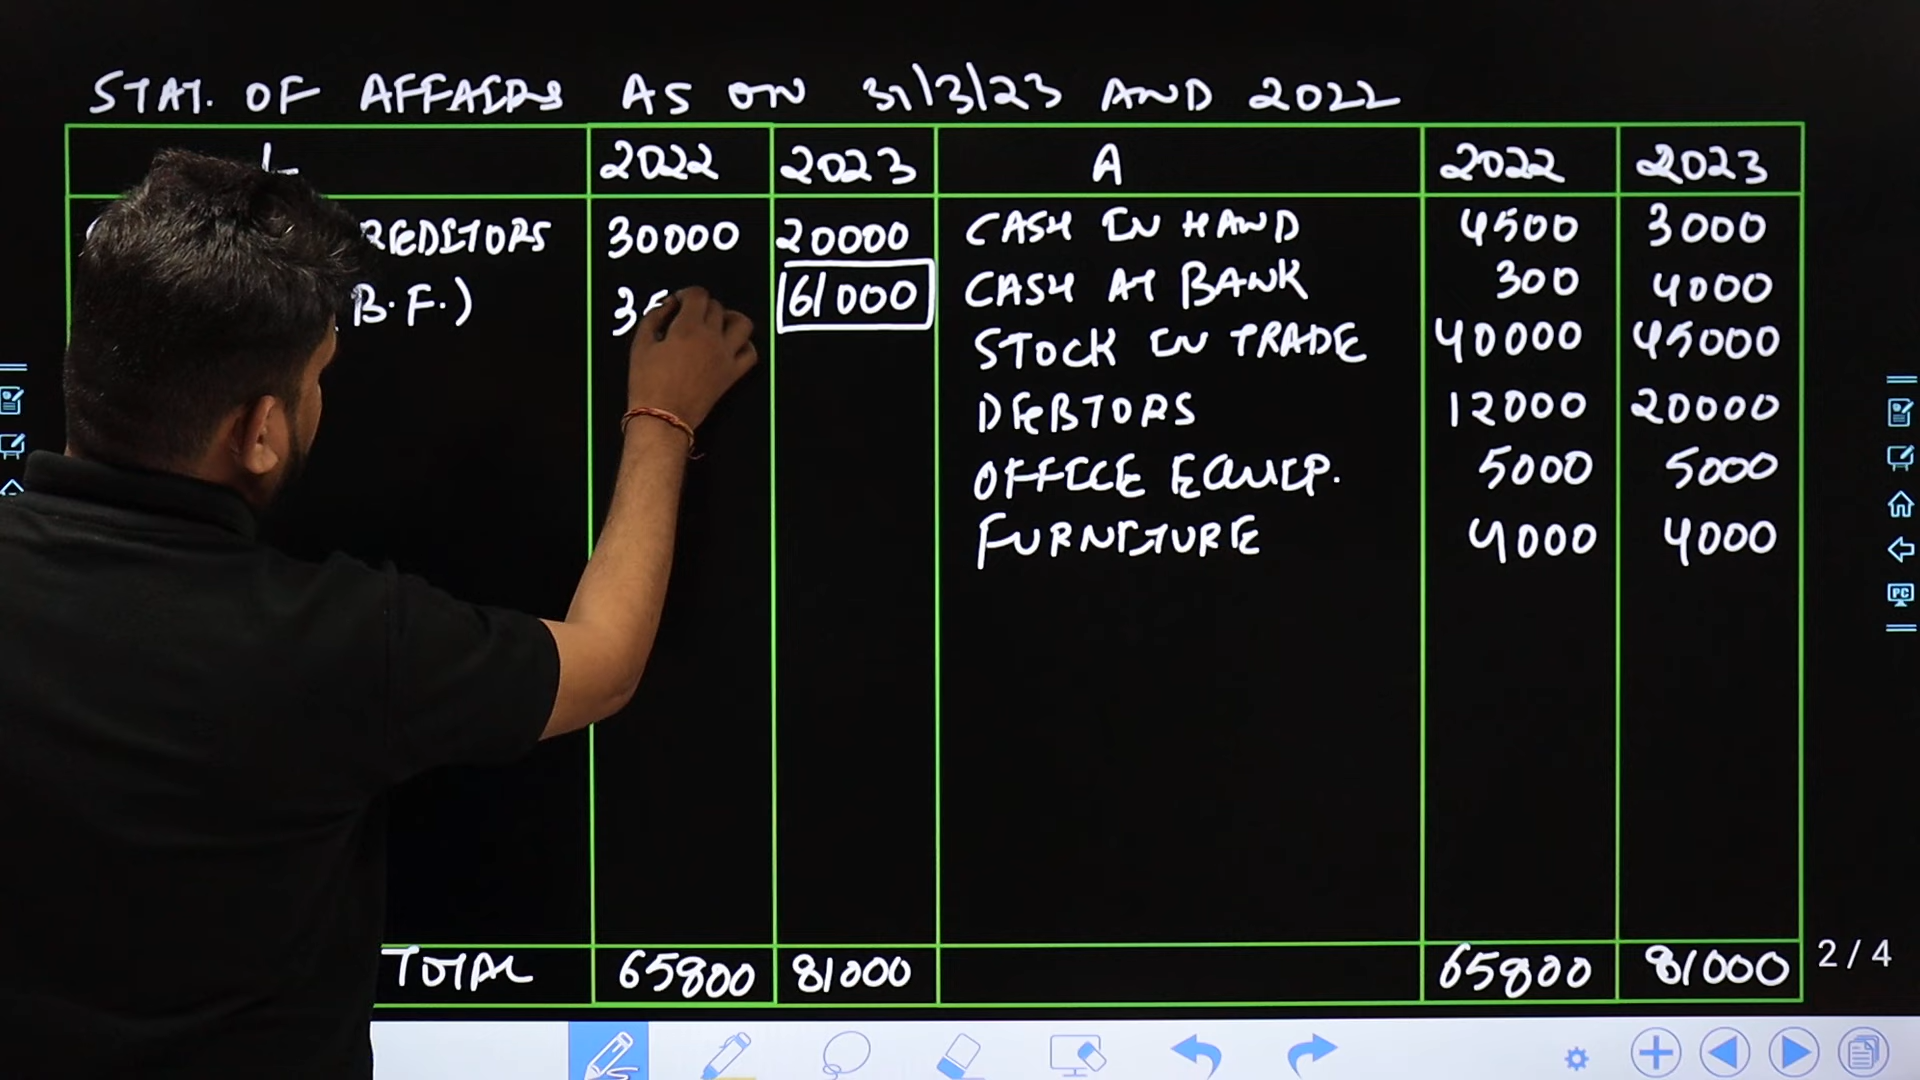 STAT. OF AFFAIRS AS ON 31/3/23 AND 2022
L 2022 2023 A 2022 2023
REDITORS 30000 20000 CASH IN HAND 4500 3000
B.F.) 161000 CASH AT BANK 300 4000
STOCK IN TRADE 40000 45000
DEBTORS 12000 20000
OFFICE EQUIP. 5000 5000
FURNITURE 4000 4000
TOTAL 65800 81000 65800 81000
2 / 4
PC